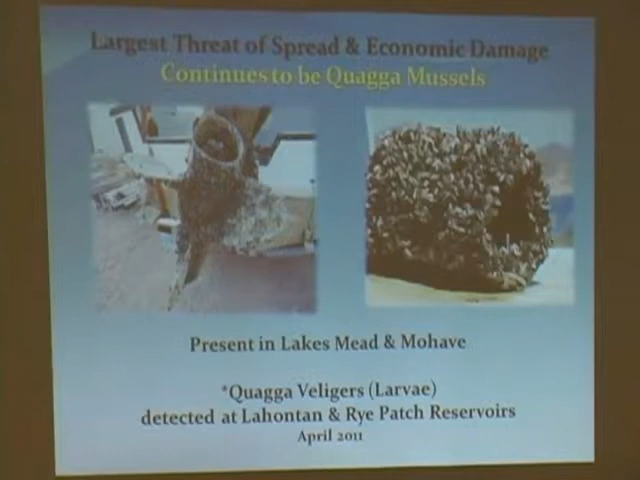 Largest Threat of Spread & Economic Damage
Continues to be Quagga Mussels
Present in Lakes Mead & Mohave
*Quagga Veligers (Larvae)
detected at Lahontan & Rye Patch Reservoirs
April 2011